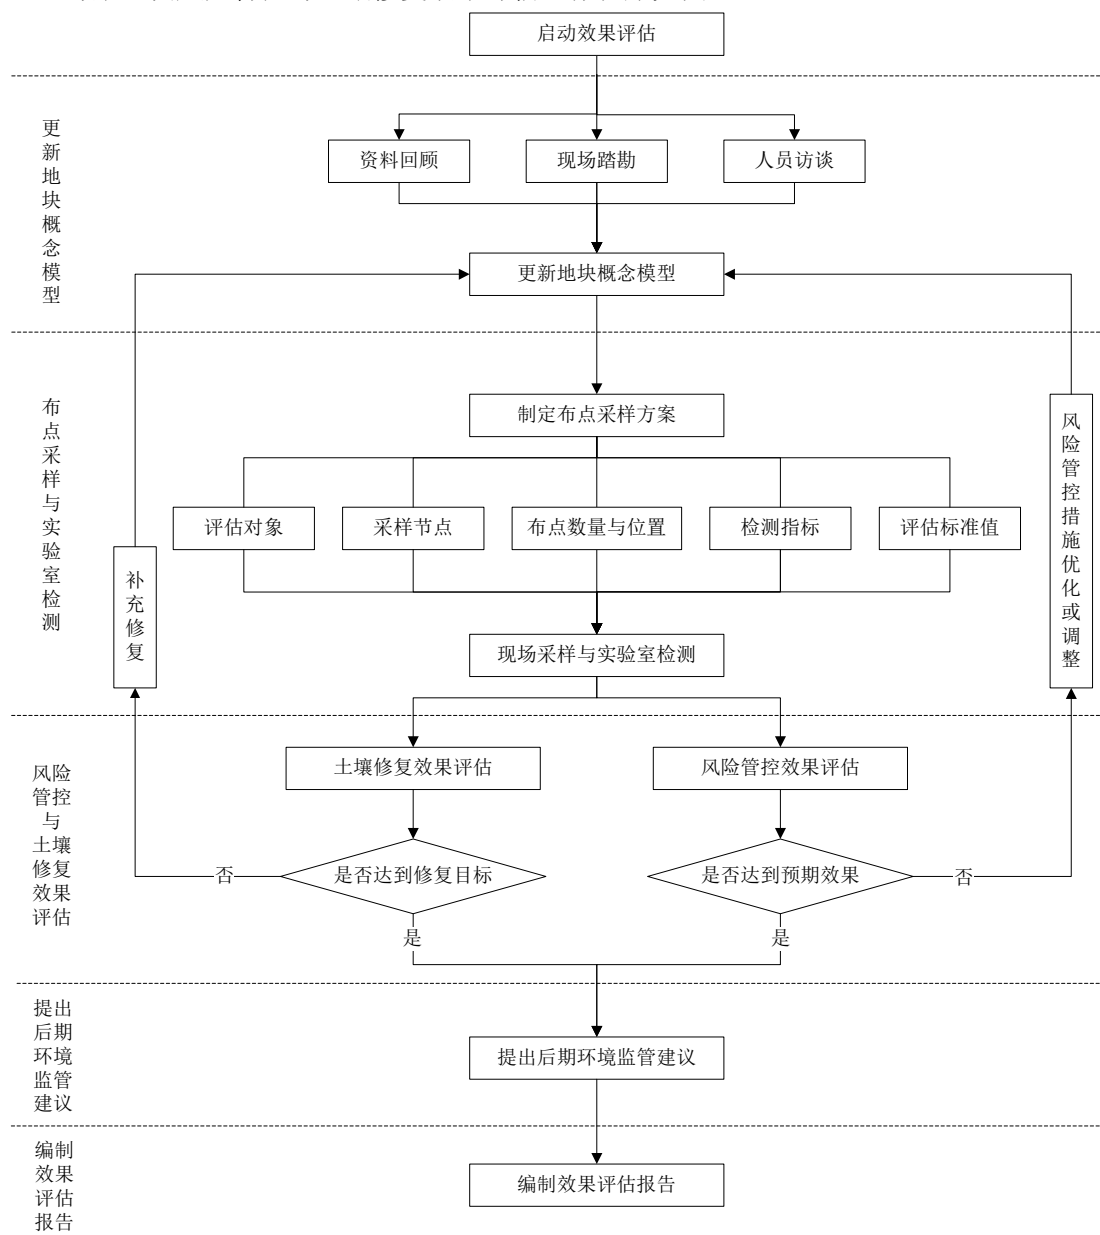 启动效果评估
更
新
地
块
概
念
模
型
资料回顾
现场踏勘
人员访谈
更新地块概念模型
布
点
采
样
与
实
验
室
检
测
制定布点采样方案
评估对象
采样节点
布点数量与位置
检测指标
评估标准值
补
充
修
复
风
险
管
控
措
施
优
化
或
调
整
现场采样与实验室检测
风险
管控
与
土壤
修复
效果
评估
土壤修复效果评估
风险管控效果评估
否
是否达到修复目标
是否达到预期效果
否
是
是
提出
后期
环境
监管
建议
提出后期环境监管建议
编制
效果
评估
报告
编制效果评估报告